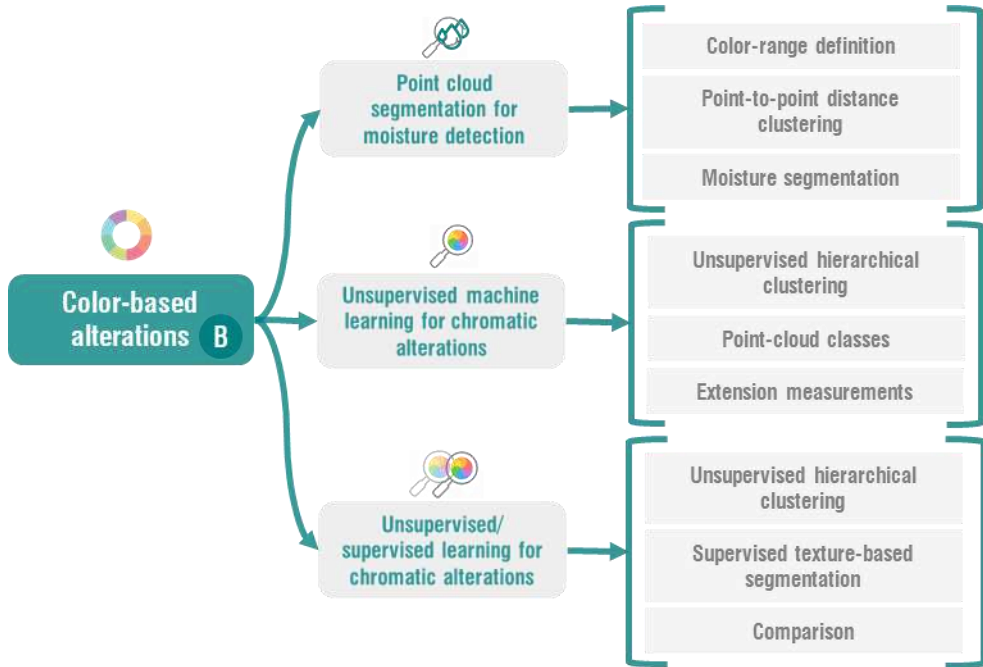 Point cloud
segmentation for
moisture detection
Color-range definition
Point-to-point distance
clustering
Moisture segmentation
Color-based
alterations B
Unsupervised machine
learning for chromatic
alterations
Unsupervised hierarchical
clustering
Point-cloud classes
Extension measurements
Unsupervised/
supervised learning for
chromatic alterations
Unsupervised hierarchical
clustering
Supervised texture-based
segmentation
Comparison